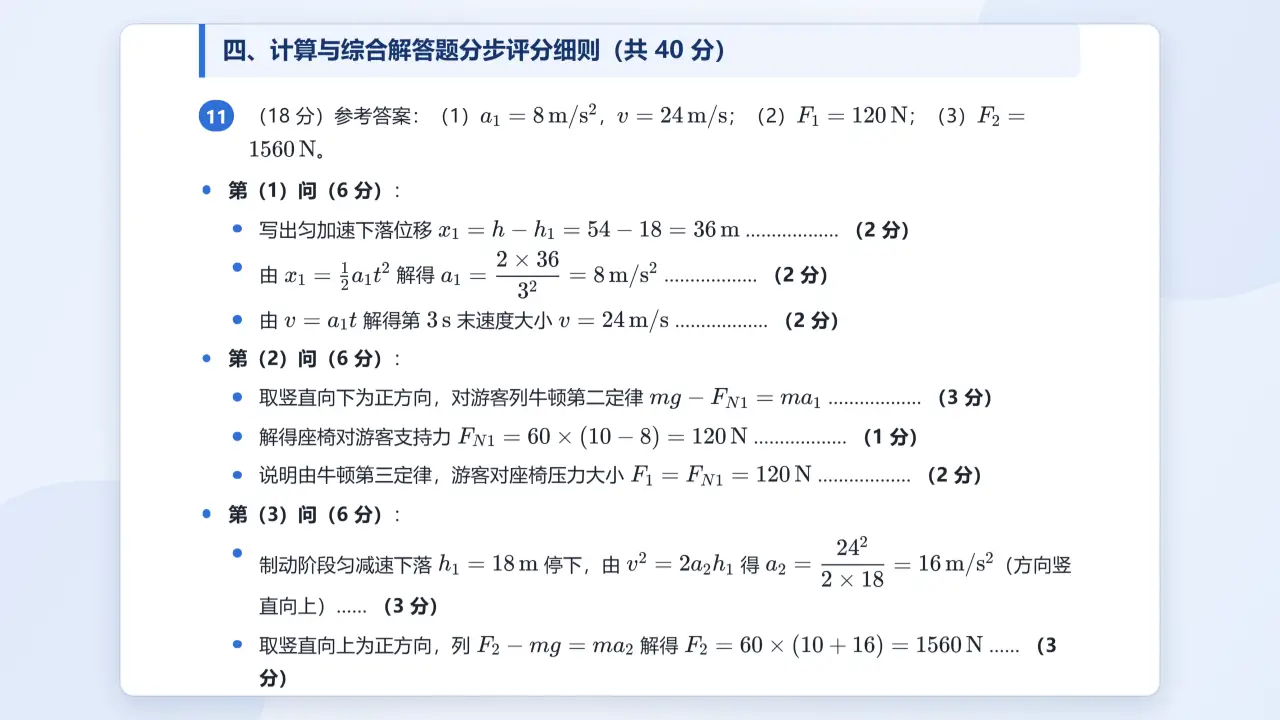 四、计算与综合解答题分步评分细则（共 40 分）
11 （18 分）参考答案：（1）a₁ = 8 m/s²，v = 24 m/s；（2）F₁ = 120 N；（3）F₂ =
1560 N。
第（1）问（6 分）：
写出匀加速下落位移 x₁ = h − h₁ = 54 − 18 = 36 m .................. （2 分）
由 x₁ = ½a₁t² 解得 a₁ = (2 × 36)/3² = 8 m/s² .................. （2 分）
由 v = a₁t 解得第 3 s 末速度大小 v = 24 m/s .................. （2 分）
第（2）问（6 分）：
取竖直向下为正方向，对游客列牛顿第二定律 mg − F_{N1} = ma₁ .................. （3 分）
解得座椅对游客支持力 F_{N1} = 60 × (10 − 8) = 120 N .................. （1 分）
说明由牛顿第三定律，游客对座椅压力大小 F₁ = F_{N1} = 120 N .................. （2 分）
第（3）问（6 分）：
制动阶段匀减速下落 h₁ = 18 m 停下，由 v² = 2a₂h₁ 得 a₂ = 24²/(2 × 18) = 16 m/s²（方向竖
直向上）...... （3 分）
取竖直向上为正方向，列 F₂ − mg = ma₂ 解得 F₂ = 60 × (10 + 16) = 1560 N ...... （3
分）